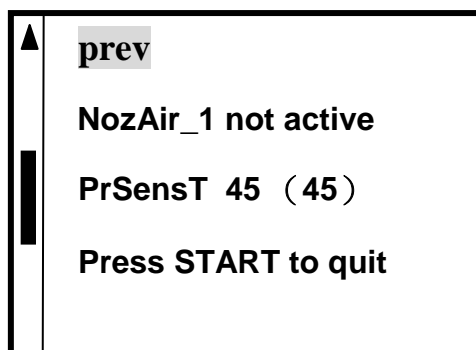 prev
NozAir_1 not active
PrSensT 45 （45）
Press START to quit